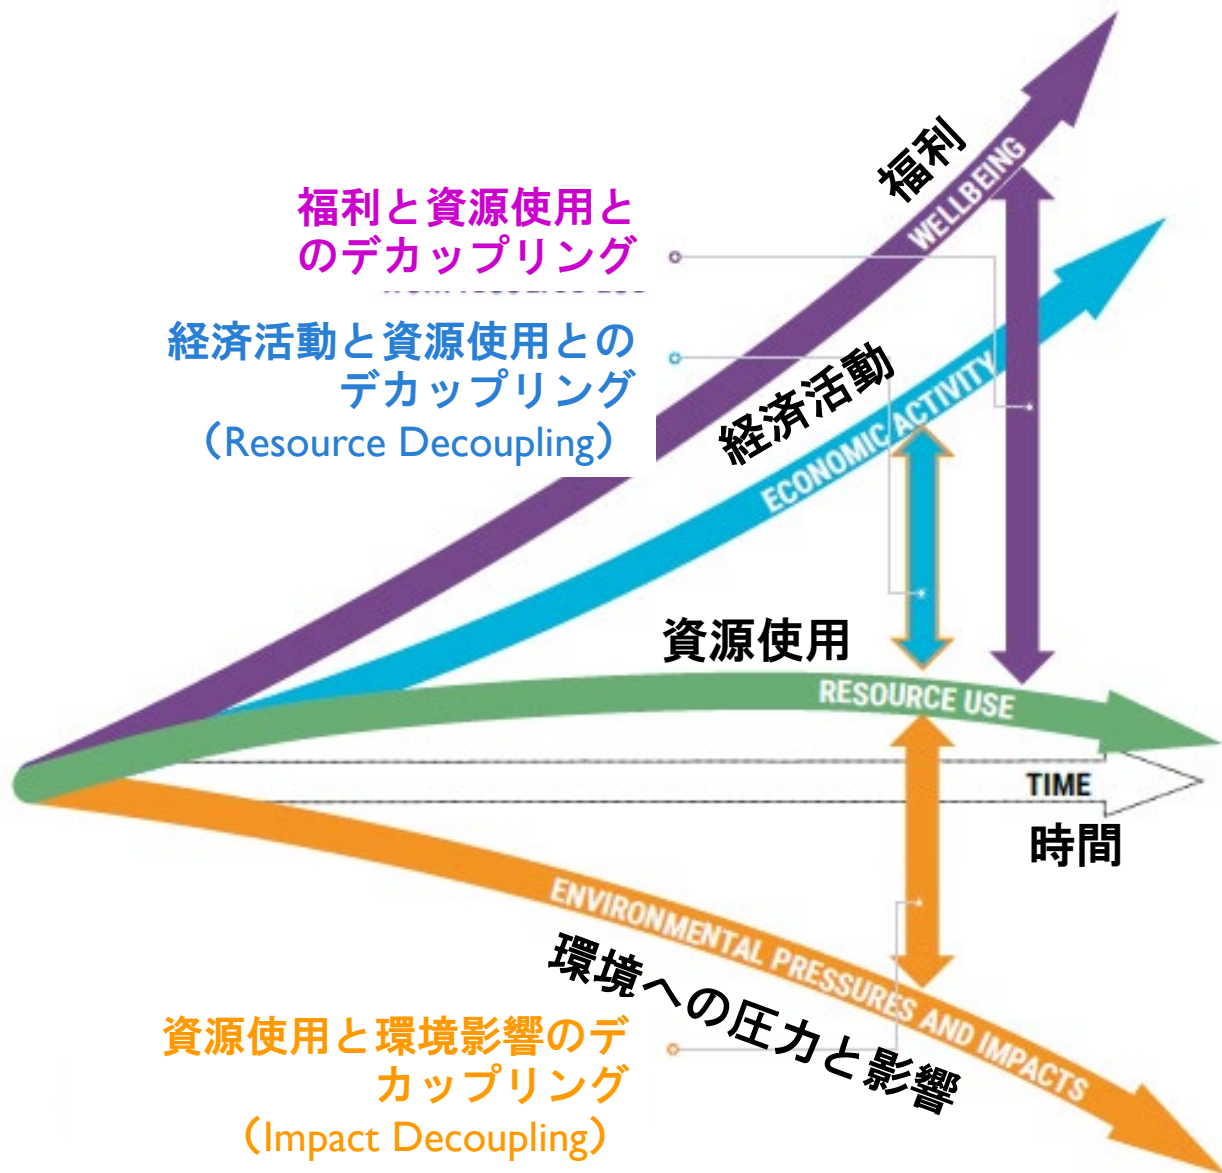 福利
WELLBEING
福利と資源使用と
のデカップリング
経済活動と資源使用との
デカップリング
（Resource Decoupling）
経済活動
ECONOMIC ACTIVITY
資源使用
RESOURCE USE
TIME
時間
ENVIRONMENTAL PRESSURES AND IMPACTS
環境への圧力と影響
資源使用と環境影響のデ
カップリング
（Impact Decoupling）